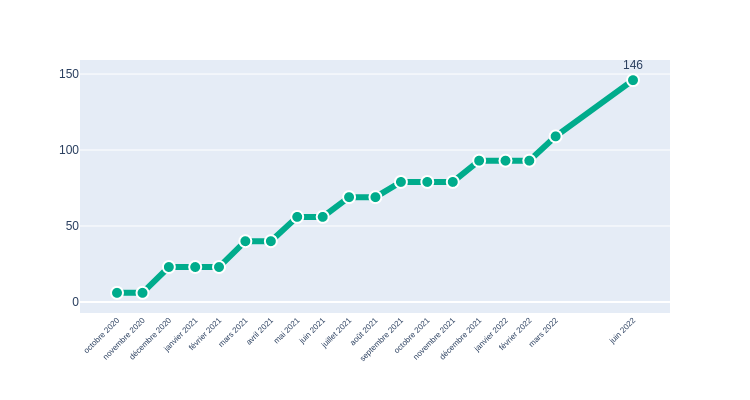 146
150
100
50
0
octobre 2020
novembre 2020
décembre 2020
janvier 2021
février 2021
mars 2021
avril 2021
mai 2021
juin 2021
juillet 2021
août 2021
septembre 2021
octobre 2021
novembre 2021
décembre 2021
janvier 2022
février 2022
mars 2022
juin 2022